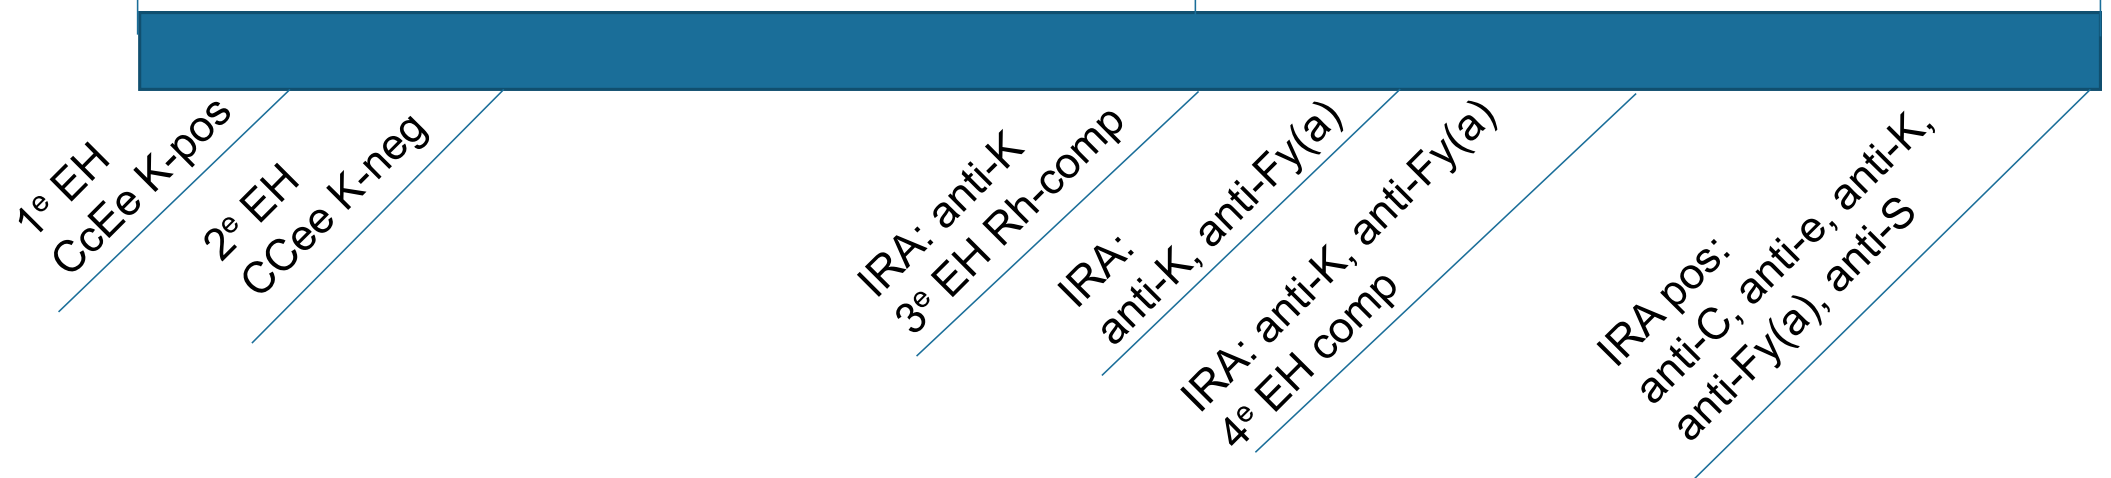 1e EH
CcEe K-pos
2e EH
CCee K-neg
IRA: anti-K
3e EH Rh-comp
IRA:
anti-K, anti-Fy(a)
IRA: anti-K, anti-Fy(a)
4e EH comp
IRA pos:
anti-C, anti-e, anti-K,
anti-Fy(a), anti-S